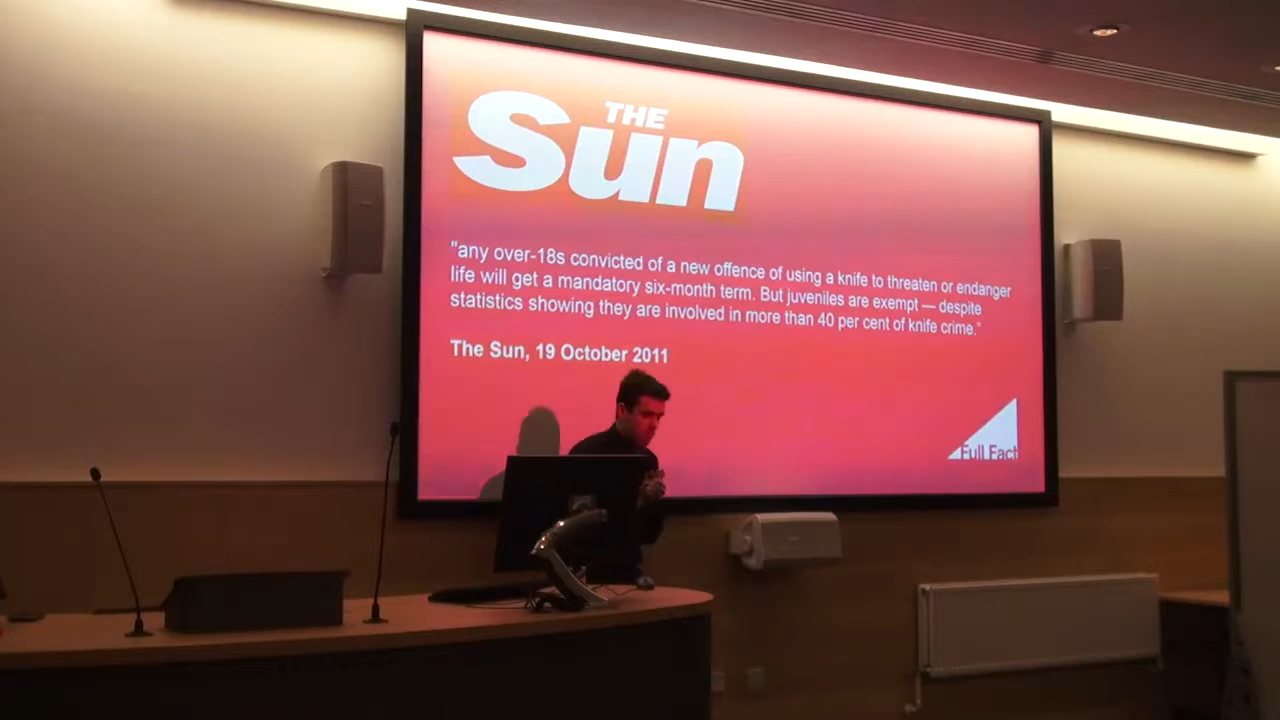 THE
Sun
"any over-18s convicted of a new offence of using a knife to threaten or endanger
life will get a mandatory six-month term. But juveniles are exempt — despite
statistics showing they are involved in more than 40 per cent of knife crime."
The Sun, 19 October 2011
Full Fact